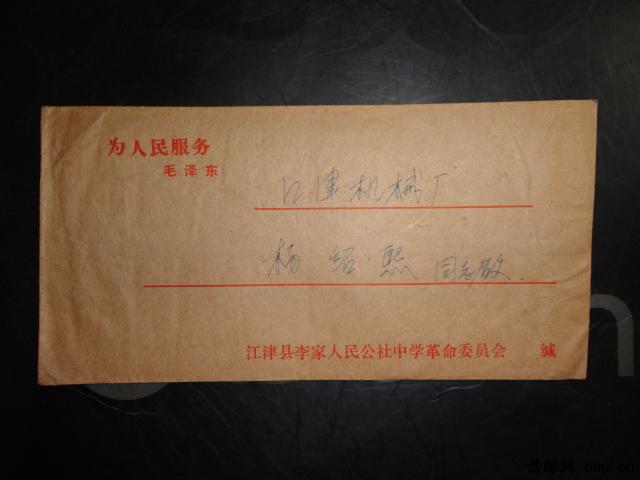 为人民服务
毛泽东
江津机械厂
杨绍熙 同志啟.
江津县李家人民公社中学革命委员会 缄
普邮网 puu.cn